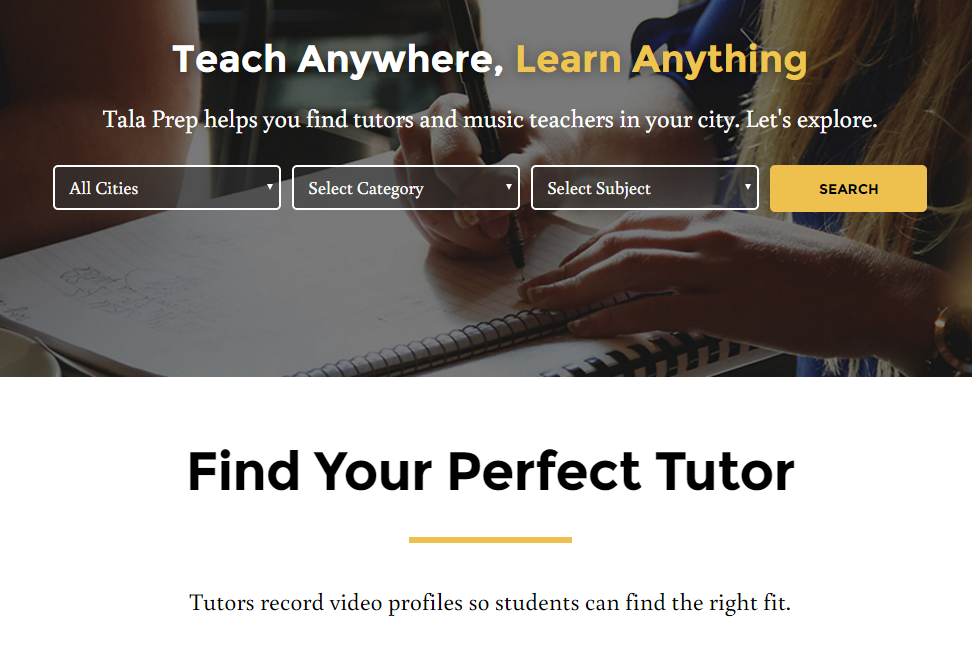 Teach Anywhere, Learn Anything
Tala Prep helps you find tutors and music teachers in your city. Let's explore.
All Cities
Select Category
Select Subject
SEARCH
Find Your Perfect Tutor
Tutors record video profiles so students can find the right fit.